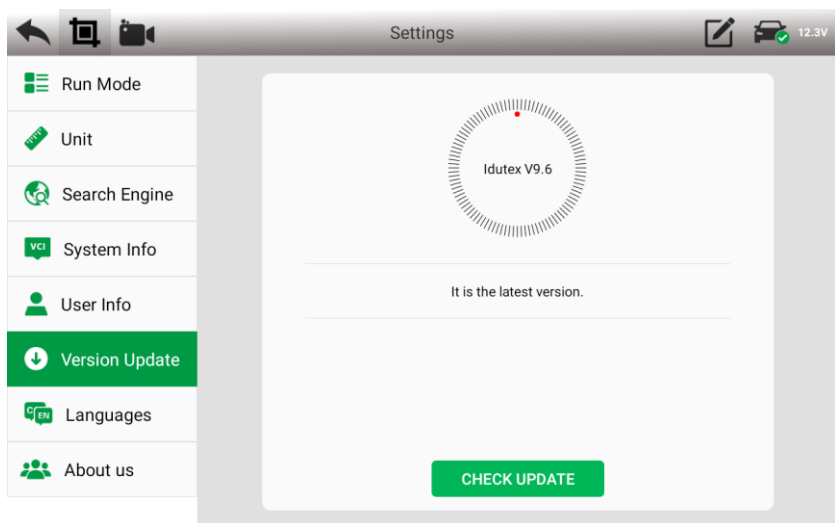 Settings
12.3V
Run Mode
Unit
Search Engine
VCI
System Info
User Info
Version Update
C EN
Languages
About us
Idutex V9.6
It is the latest version.
CHECK UPDATE